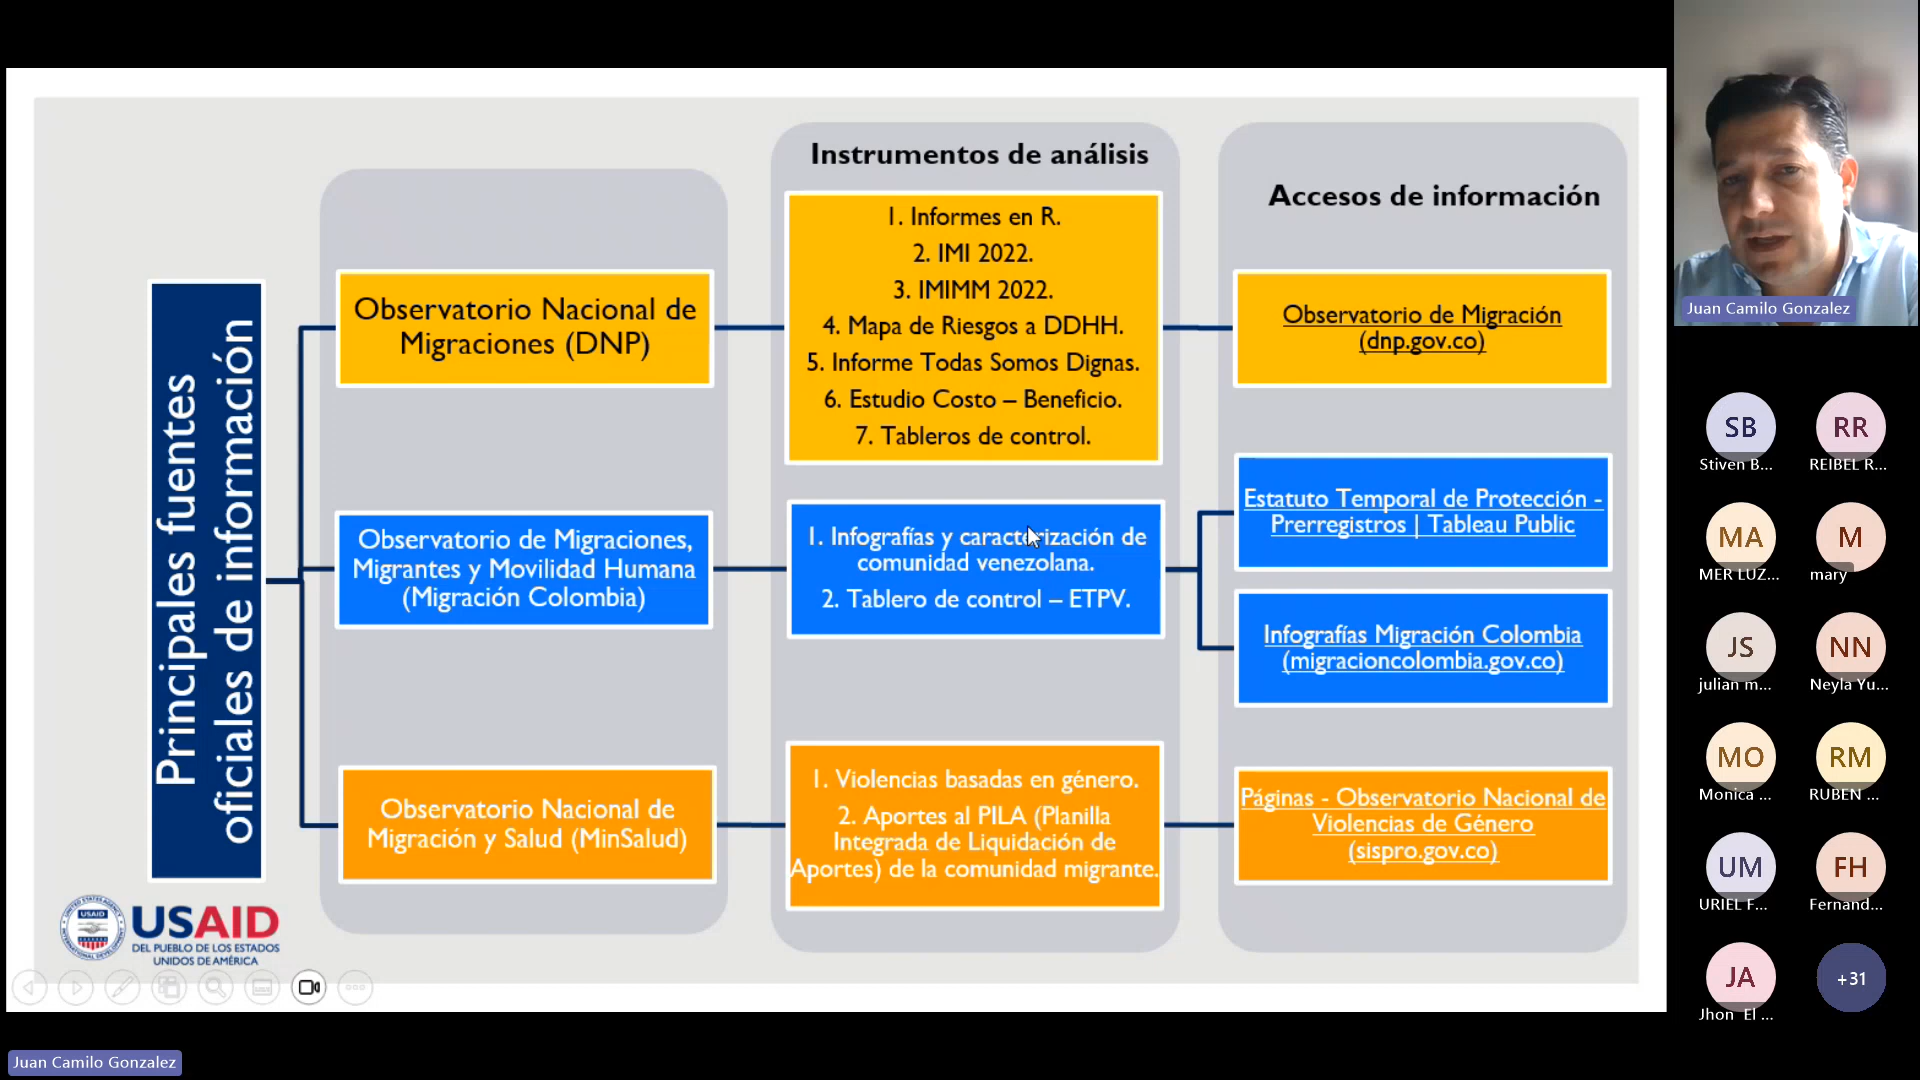 Principales fuentes
oficiales de información
Observatorio Nacional de
Migraciones (DNP)
Observatorio de Migraciones,
Migrantes y Movilidad Humana
(Migración Colombia)
Observatorio Nacional de
Migración y Salud (MinSalud)
Instrumentos de análisis
1. Informes en R.
2. IMI 2022.
3. IMIMM 2022.
4. Mapa de Riesgos a DDHH.
5. Informe Todas Somos Dignas.
6. Estudio Costo – Beneficio.
7. Tableros de control.
1. Infografías y caracterización de
comunidad venezolana.
2. Tablero de control – ETPV.
1. Violencias basadas en género.
2. Aportes al PILA (Planilla
Integrada de Liquidación de
Aportes) de la comunidad migrante.
Accesos de información
Observatorio de Migración
(dnp.gov.co)
Estatuto Temporal de Protección -
Prerregistros | Tableau Public
Infografías Migración Colombia
(migracioncolombia.gov.co)
Páginas - Observatorio Nacional de
Violencias de Género
(sispro.gov.co)
USAID
USAID
DEL PUEBLO DE LOS ESTADOS
UNIDOS DE AMÉRICA
Juan Camilo Gonzalez
Juan Camilo Gonzalez
SB
Stiven B...
RR
REIBEL R...
MA
MER LUZ...
M
mary
JS
julian m...
NN
Neyla Yu...
MO
Monica ...
RM
RUBEN ...
UM
URIEL F...
FH
Fernand...
JA
Jhon El ...
+31